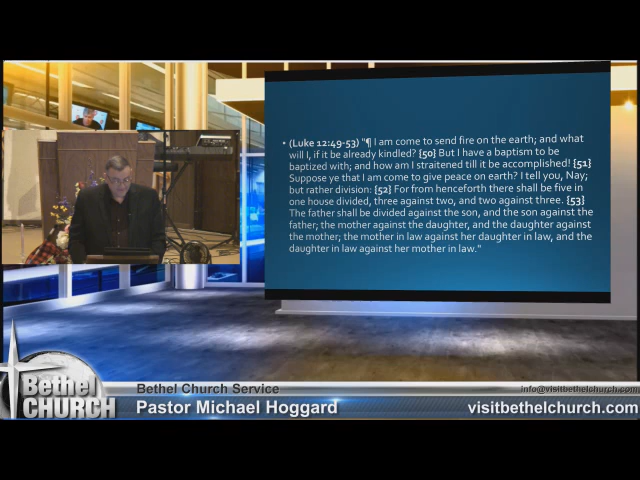 • (Luke 12:49-53) "¶ I am come to send fire on the earth; and what
will I, if it be already kindled? {50} But I have a baptism to be
baptized with; and how am I straitened till it be accomplished! {51}
Suppose ye that I am come to give peace on earth? I tell you, Nay;
but rather division: {52} For from henceforth there shall be five in
one house divided, three against two, and two against three. {53}
The father shall be divided against the son, and the son against the
father; the mother against the daughter, and the daughter against
the mother; the mother in law against her daughter in law, and the
daughter in law against her mother in law."
Bethel
CHURCH
Bethel Church Service
info@visitbethelchurch.com
Pastor Michael Hoggard
visitbethelchurch.com